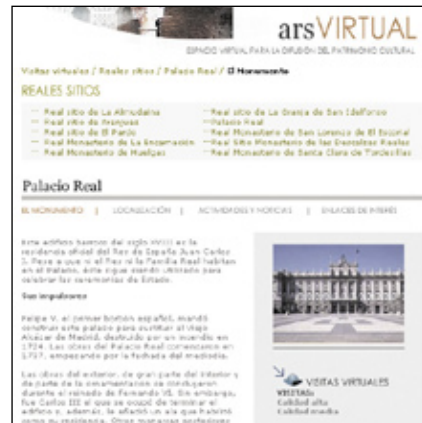 arsVIRTUAL
ESPACIO VIRTUAL PARA LA DIFUSIÓN DEL PATRIMONIO CULTURAL
Visitas virtuales / Reales sitios / Palacio Real / El Monumento
REALES SITIOS
Real sitio de La Almudaina
Real sitio de Aranjuez
Real sitio de El Pardo
Real Monasterio de La Encarnación
Real Monasterio de Huelgas
Real sitio de La Granja de San Ildefonso
Palacio Real
Real Monasterio de San Lorenzo de El Escorial
Real Sitio Monasterio de las Descalzas Reales
Real Monasterio de Santa Clara de Tordesillas
Palacio Real
EL MONUMENTO | LOCALIZACIÓN | ACTIVIDADES Y NOTICIAS | ENLACES DE INTERÉS
Este edificio barroco del siglo XVIII es la
residencia oficial del Rey de España Juan Carlos
I. Pese a que ni el Rey ni la Familia Real habitan
en el Palacio, éste sigue siendo utilizado para
celebrar las ceremonias de Estado.
Sus impulsores
Felipe V, el primer borbón español, mandó
construir este palacio para sustituir al Viejo
Alcázar de Madrid, destruido por un incendio en
1734. Las obras del Palacio Real comenzaron en
1737, empezando por la fachada del mediodía.
Las obras del exterior, de gran parte del interior y
de parte de la ornamentación se condujeron
durante el reinado de Fernando VI. Sin embargo,
fue Carlos III el que se ocupó de terminar el
edificio y, además, le añadió un ala que habilitó
como su residencia. Otros monarcas posteriores
VISITAS VIRTUALES
VISITAS:
Calidad alta
Calidad media